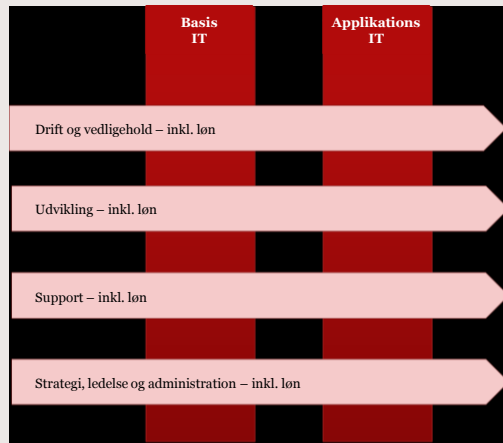 Basis
IT
Applikations
IT
Drift og vedligehold – inkl. løn
Udvikling – inkl. løn
Support – inkl. løn
Strategi, ledelse og administration – inkl. løn